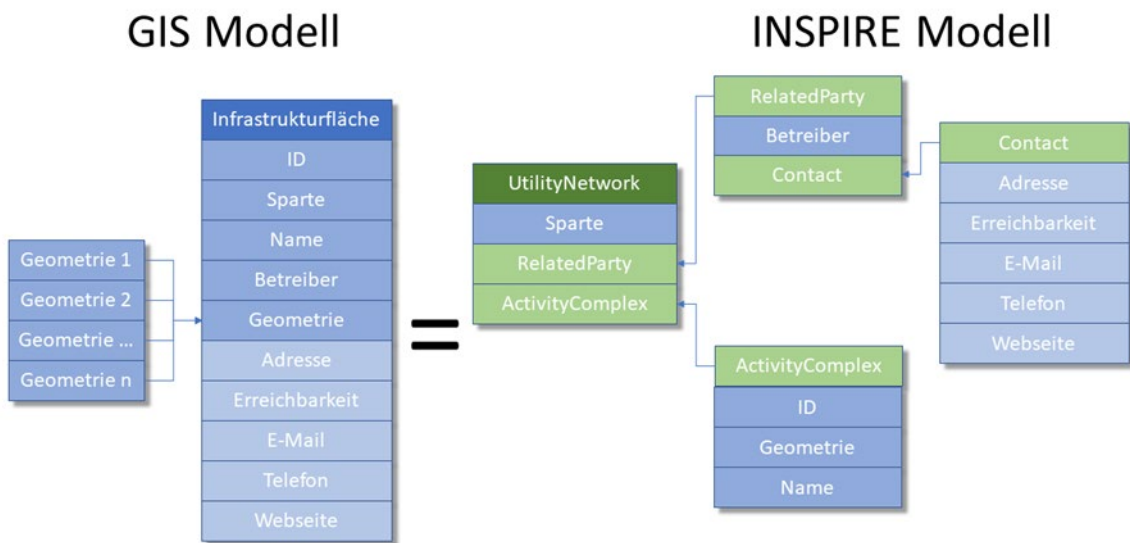 GIS Modell
Geometrie 1
Geometrie 2
Geometrie ...
Geometrie n
Infrastrukturfläche
ID
Sparte
Name
Betreiber
Geometrie
Adresse
Erreichbarkeit
E-Mail
Telefon
Webseite
=
INSPIRE Modell
UtilityNetwork
Sparte
RelatedParty
ActivityComplex
RelatedParty
Betreiber
Contact
ActivityComplex
ID
Geometrie
Name
Contact
Adresse
Erreichbarkeit
E-Mail
Telefon
Webseite